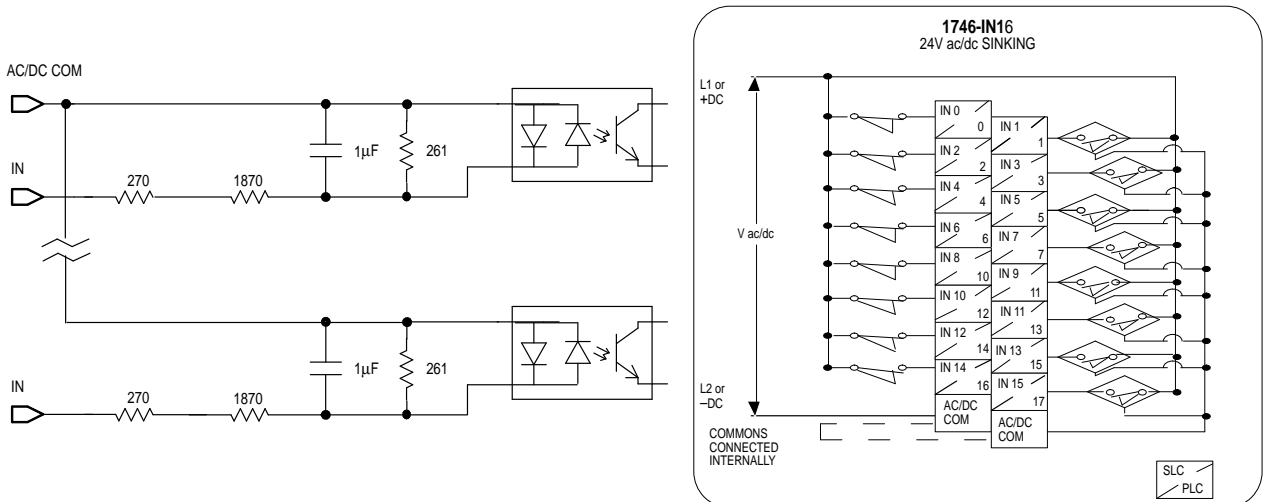 AC/DC COM
IN
270
1870
1µF
261
IN
270
1870
1µF
261
1746-IN16
24V ac/dc SINKING
L1 or
+DC
V ac/dc
L2 or
–DC
COMMONS
CONNECTED
INTERNALLY
IN 0
0
IN 1
1
IN 2
2
IN 3
3
IN 4
4
IN 5
5
IN 6
6
IN 7
7
IN 8
10
IN 9
11
IN 10
12
IN 11
13
IN 12
14
IN 13
15
IN 14
16
IN 15
17
AC/DC
COM
AC/DC
COM
SLC
PLC